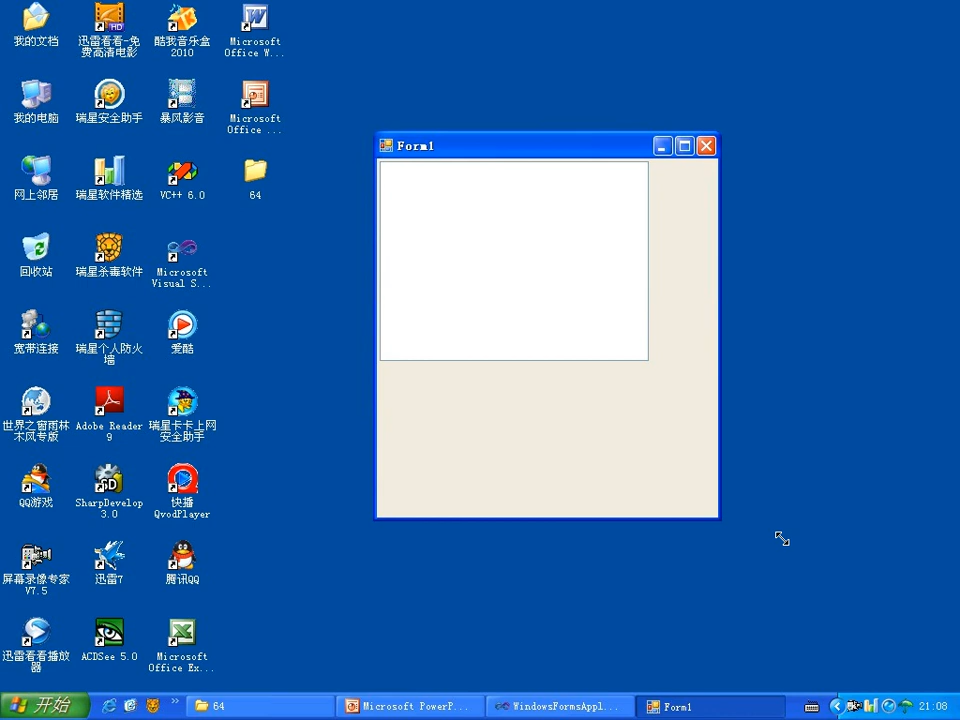 我的文档
迅雷看看-免
费高清电影
酷我音乐盒
2010
Microsoft
Office W...
我的电脑
瑞星安全助手
暴风影音
Microsoft
Office ...
网上邻居
瑞星软件精选
VC++ 6.0
64
回收站
瑞星杀毒软件
Microsoft
Visual S...
宽带连接
瑞星个人防火
墙
爱酷
世界之窗雨林
木风专版
Adobe Reader
9
瑞星卡卡上网
安全助手
QQ游戏
SharpDevelop
3.0
快播
QvodPlayer
屏幕录像专家
V7.5
迅雷7
腾讯QQ
迅雷看看播放
器
ACDSee 5.0
Microsoft
Office Ex...
Form1
开始
64
Microsoft PowerP...
WindowsFormsAppl...
Form1
21:08